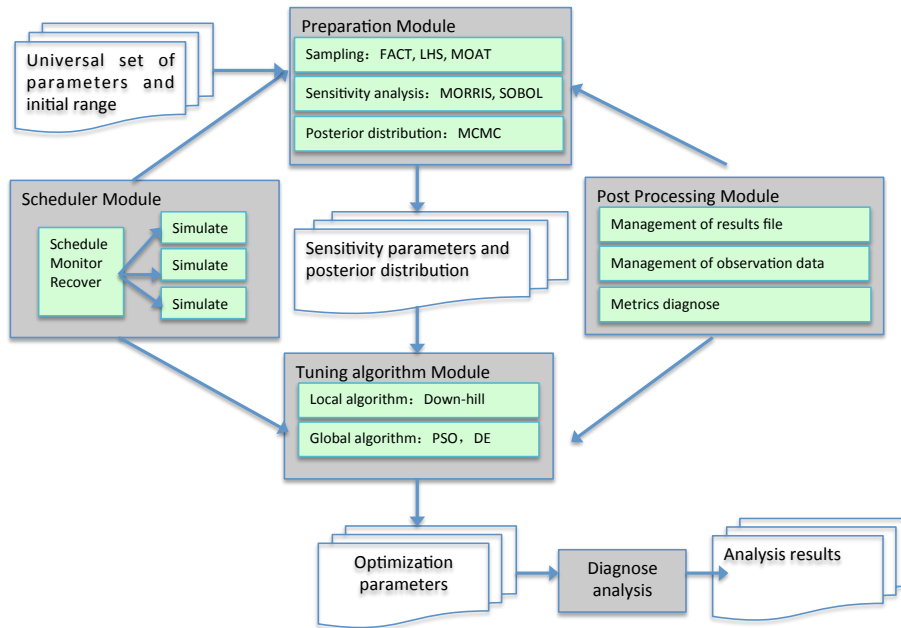 Preparation Module
Universal set of
parameters and
initial range
Sampling：FACT, LHS, MOAT
Sensitivity analysis：MORRIS, SOBOL
Posterior distribution：MCMC
Scheduler Module
Schedule
Monitor
Recover
Simulate
Simulate
Simulate
Sensitivity parameters and
posterior distribution
Post Processing Module
Management of results file
Management of observation data
Metrics diagnose
Tuning algorithm Module
Local algorithm：Down-hill
Global algorithm：PSO，DE
Optimization
parameters
Diagnose
analysis
Analysis results